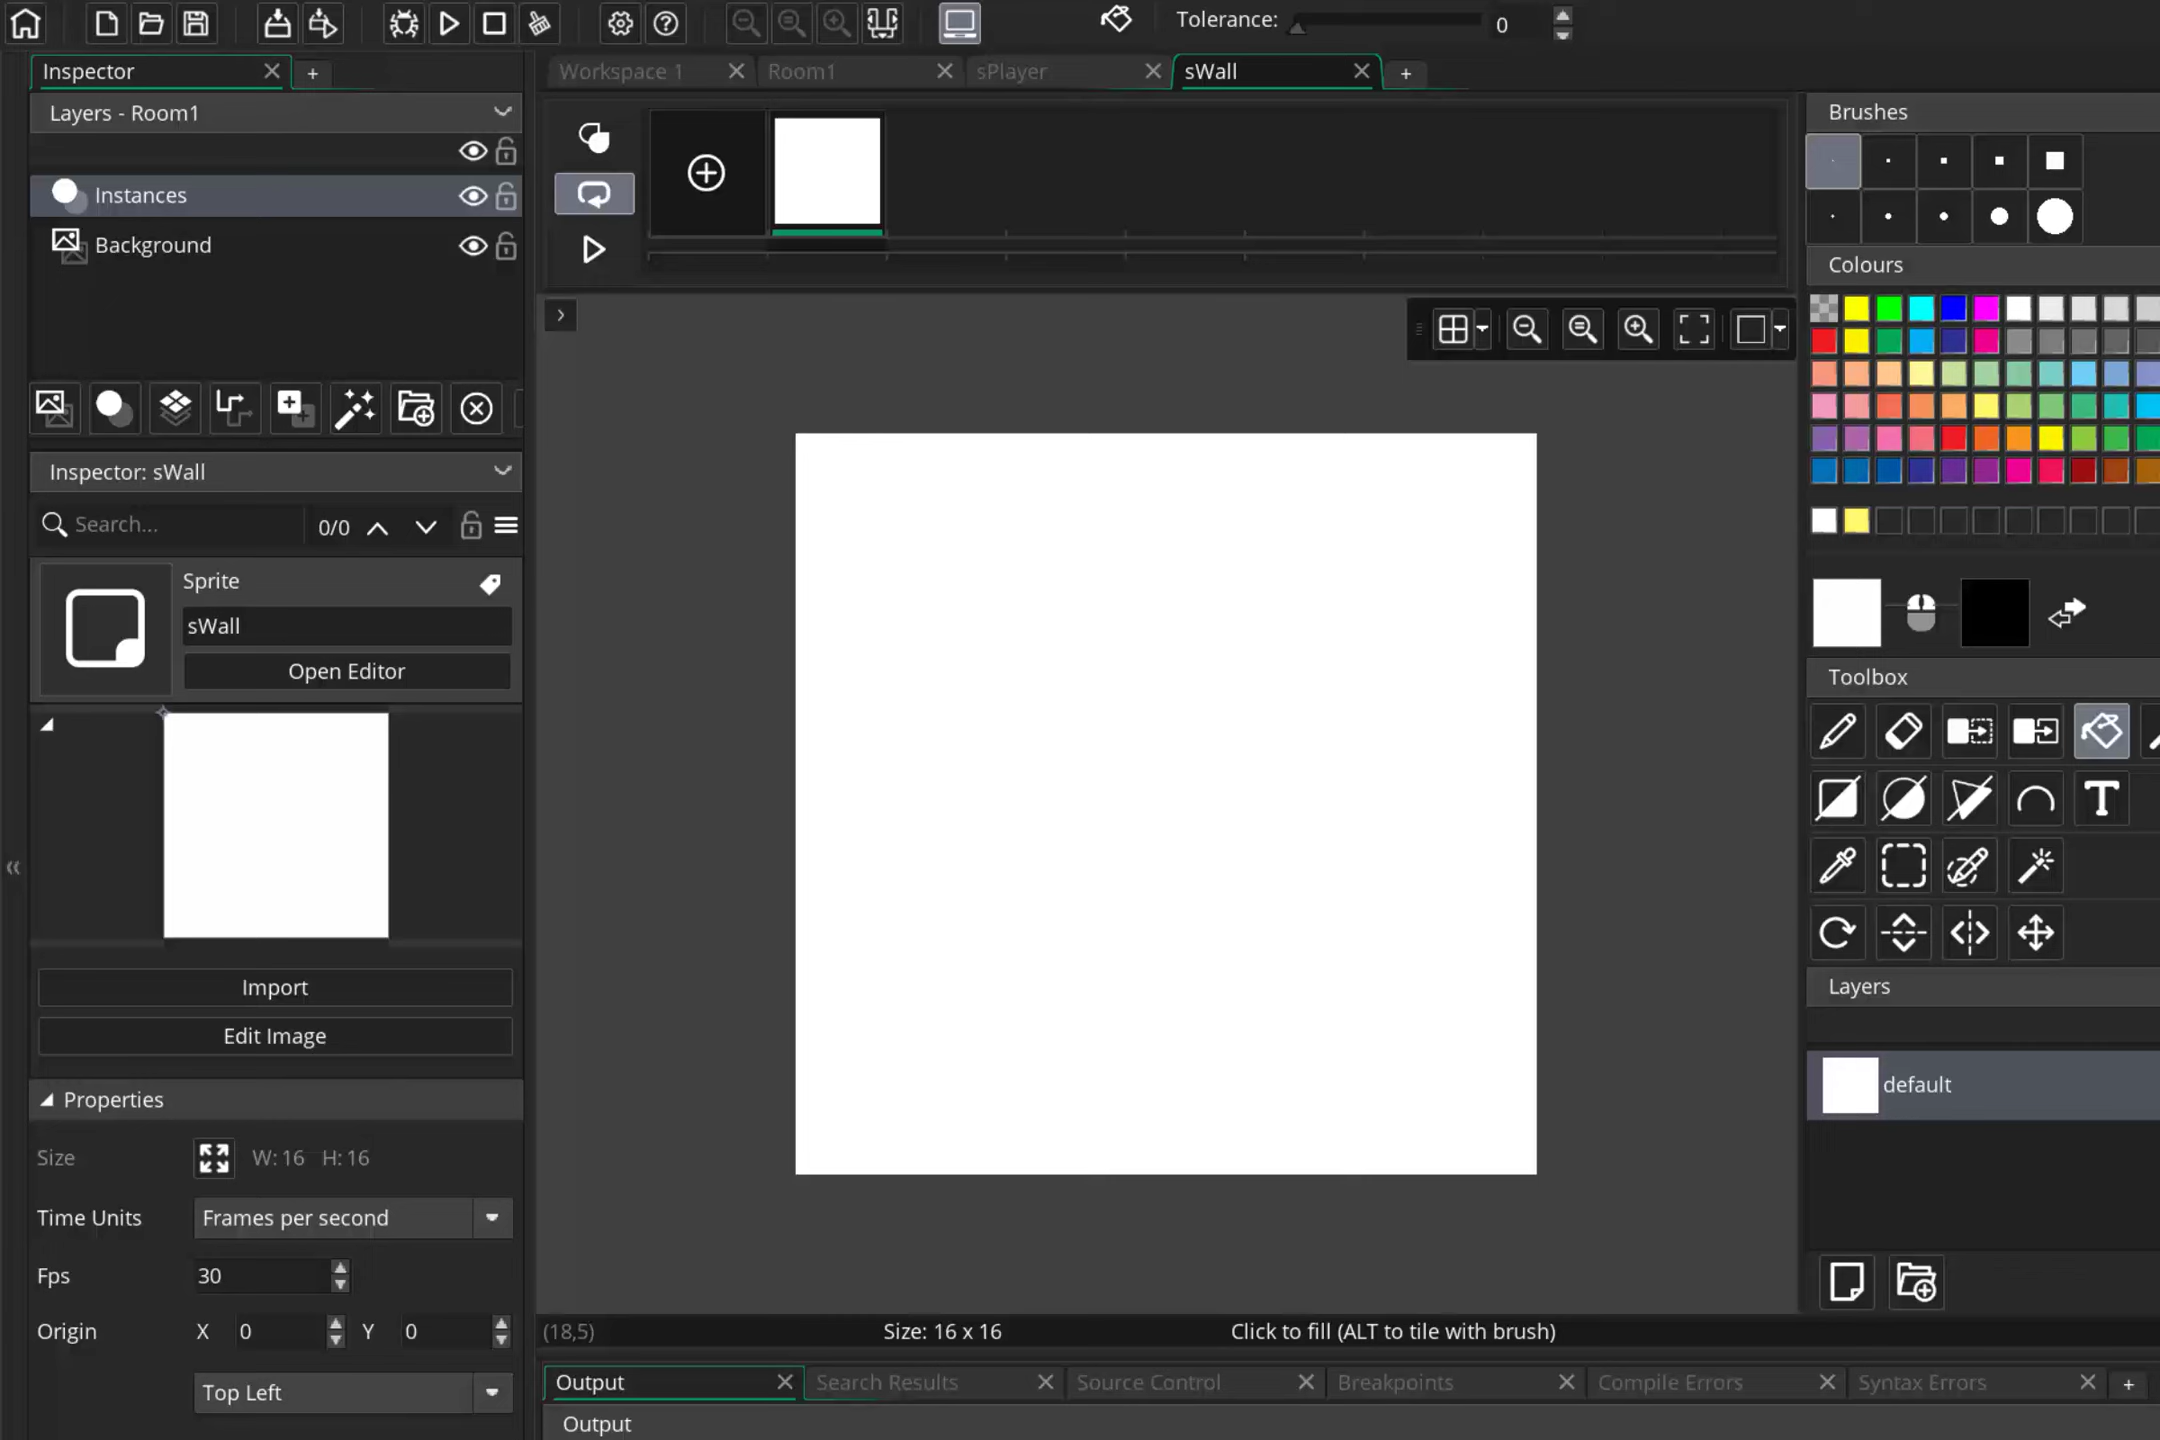 Tolerance: 0
Inspector
Workspace 1
Room1
sPlayer
sWall
Layers - Room1
Instances
Background
Inspector: sWall
Search...
0/0
Sprite
sWall
Open Editor
Import
Edit Image
Properties
Size W: 16 H: 16
Time Units Frames per second
Fps 30
Origin X 0 Y 0
Top Left
(18,5)
Size: 16 x 16
Click to fill (ALT to tile with brush)
Output
Search Results
Source Control
Breakpoints
Compile Errors
Syntax Errors
Output
Brushes
Colours
Toolbox
Layers
default